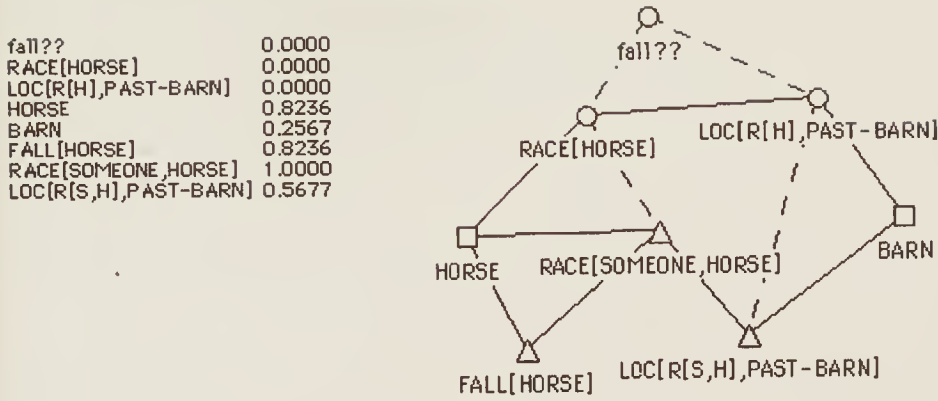 fall?? 0.0000
RACE[HORSE] 0.0000
LOC[R[H],PAST-BARN] 0.0000
HORSE 0.8236
BARN 0.2567
FALL[HORSE] 0.8236
RACE[SOMEONE,HORSE] 1.0000
LOC[R[S,H],PAST-BARN] 0.5677
fall??
RACE[HORSE]
LOC[R[H],PAST-BARN]
HORSE
RACE[SOMEONE,HORSE]
BARN
FALL[HORSE]
LOC[R[S,H],PAST-BARN]